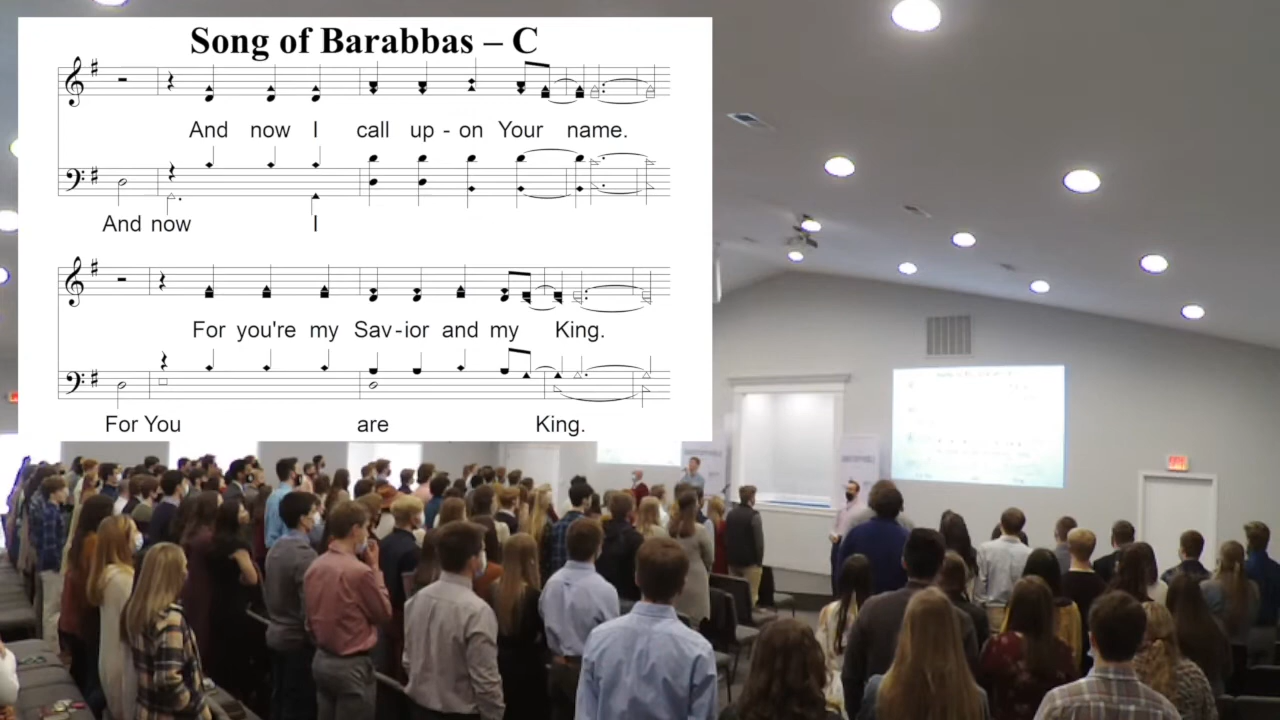 Song of Barabbas – C
And now I call up - on Your name.
And now I
For you're my Sav-ior and my King.
For You are King.